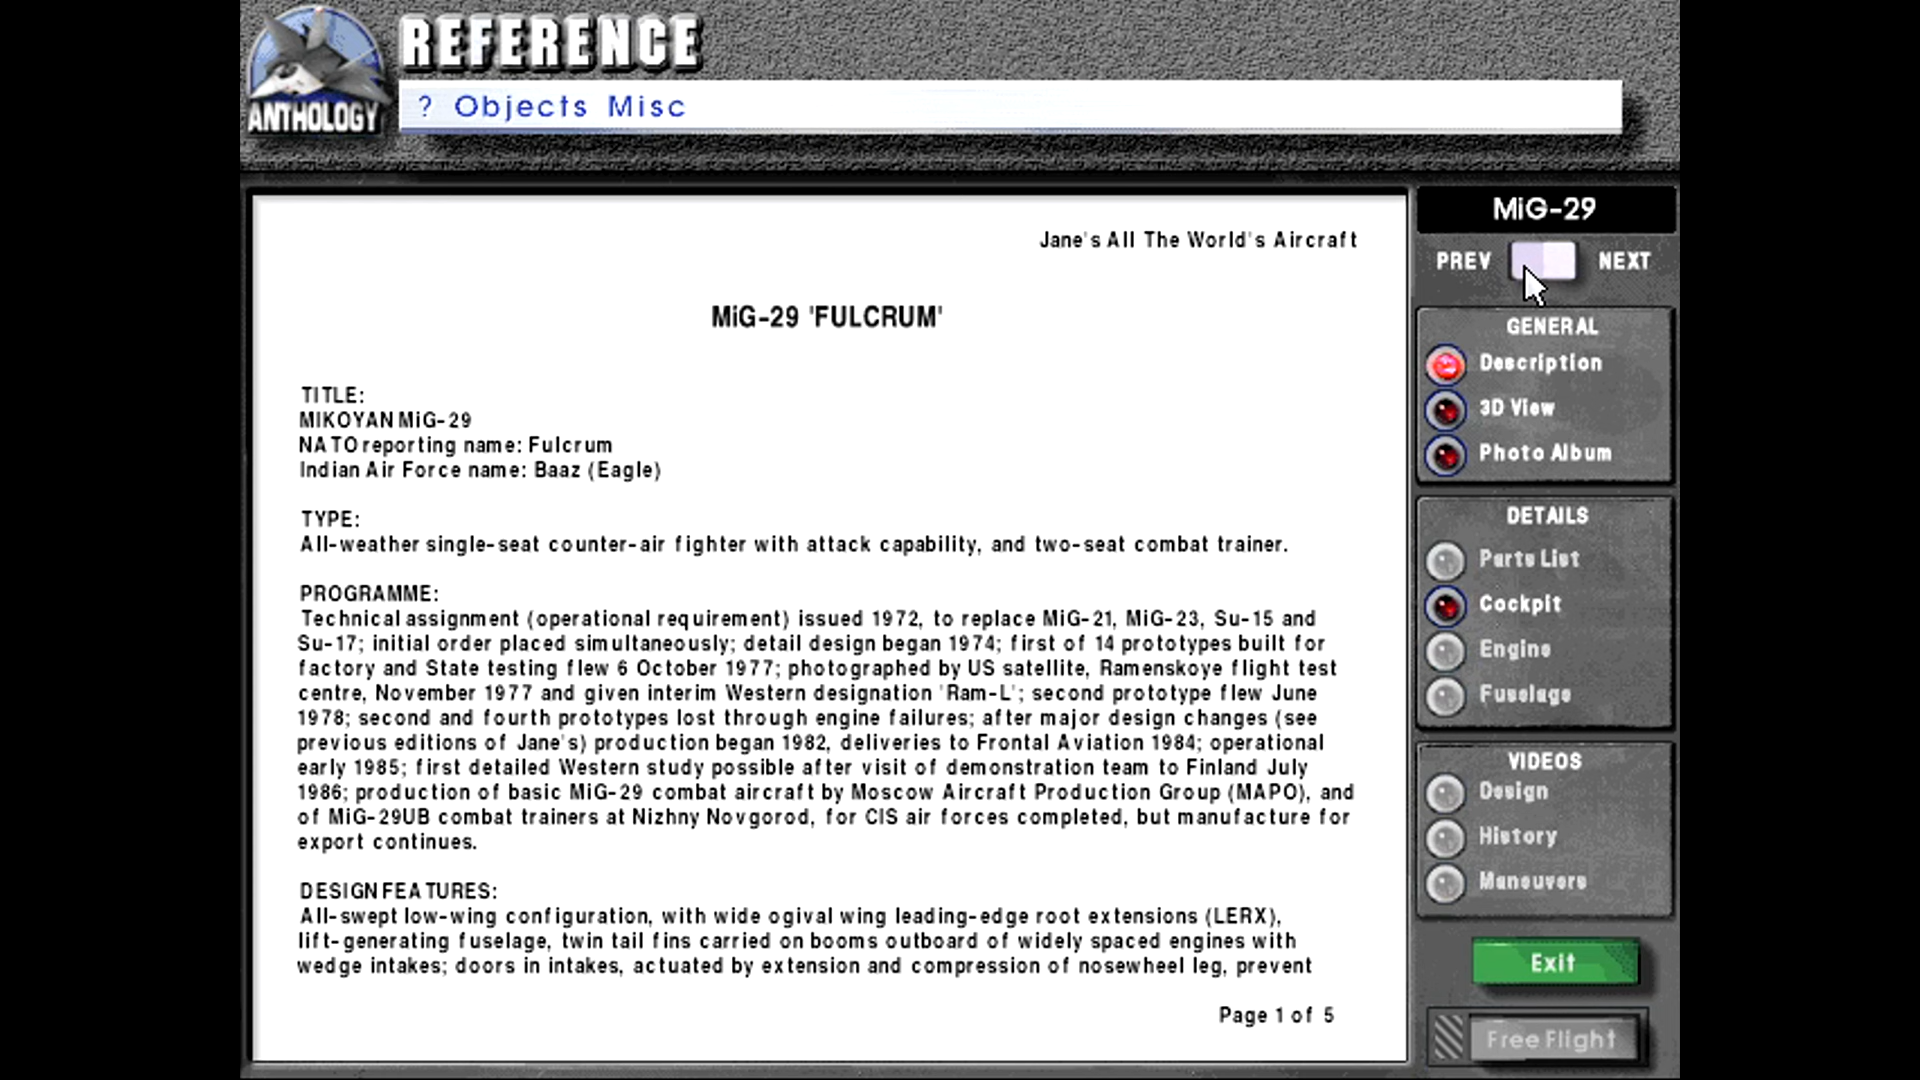 REFERENCE
ANTHOLOGY
? Objects Misc
Jane's All The World's Aircraft
MiG-29 'FULCRUM'
TITLE:
MIKOYAN MiG-29
NATO reporting name: Fulcrum
Indian Air Force name: Baaz (Eagle)
TYPE:
All-weather single-seat counter-air fighter with attack capability, and two-seat combat trainer.
PROGRAMME:
Technical assignment (operational requirement) issued 1972, to replace MiG-21, MiG-23, Su-15 and
Su-17; initial order placed simultaneously; detail design began 1974; first of 14 prototypes built for
factory and State testing flew 6 October 1977; photographed by US satellite, Ramenskoye flight test
centre, November 1977 and given interim Western designation 'Ram-L'; second prototype flew June
1978; second and fourth prototypes lost through engine failures; after major design changes (see
previous editions of Jane's) production began 1982, deliveries to Frontal Aviation 1984; operational
early 1985; first detailed Western study possible after visit of demonstration team to Finland July
1986; production of basic MiG-29 combat aircraft by Moscow Aircraft Production Group (MAPO), and
of MiG-29UB combat trainers at Nizhny Novgorod, for CIS air forces completed, but manufacture for
export continues.
DESIGN FEATURES:
All-swept low-wing configuration, with wide ogival wing leading-edge root extensions (LERX),
lift-generating fuselage, twin tail fins carried on booms outboard of widely spaced engines with
wedge intakes; doors in intakes, actuated by extension and compression of nosewheel leg, prevent
Page 1 of 5
MiG-29
PREV NEXT
GENERAL
Description
3D View
Photo Album
DETAILS
Parts List
Cockpit
Engine
Fuselage
VIDEOS
Design
History
Maneuvers
Exit
Free Flight